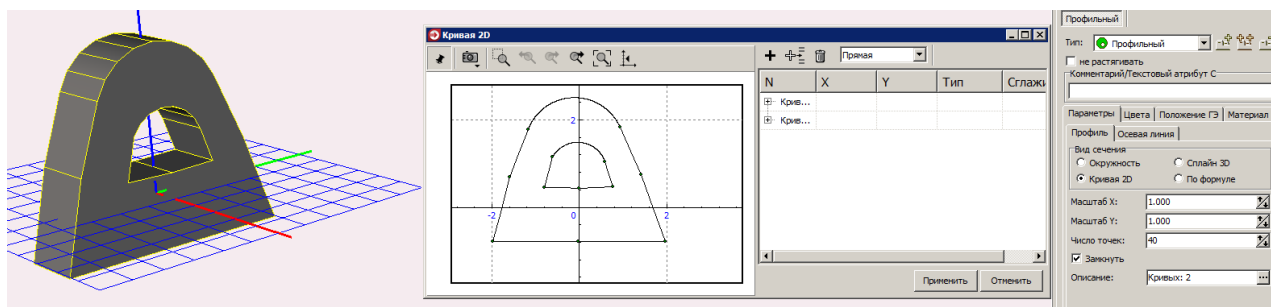 Кривая 2D
Прямая
N X Y Тип Сглажи
Крив...
Крив...
2
-2 0 2
Применить Отменить
Профильный
Тип: Профильный
не растягивать
Комментарий/Текстовый атрибут C
Параметры Цвета Положение ГЭ Материал
Профиль Осевая линия
Вид сечения
Окружность Сплайн 3D
Кривая 2D По формуле
Масштаб X: 1.000
Масштаб Y: 1.000
Число точек: 40
Замкнуть
Описание: Кривых: 2 ...